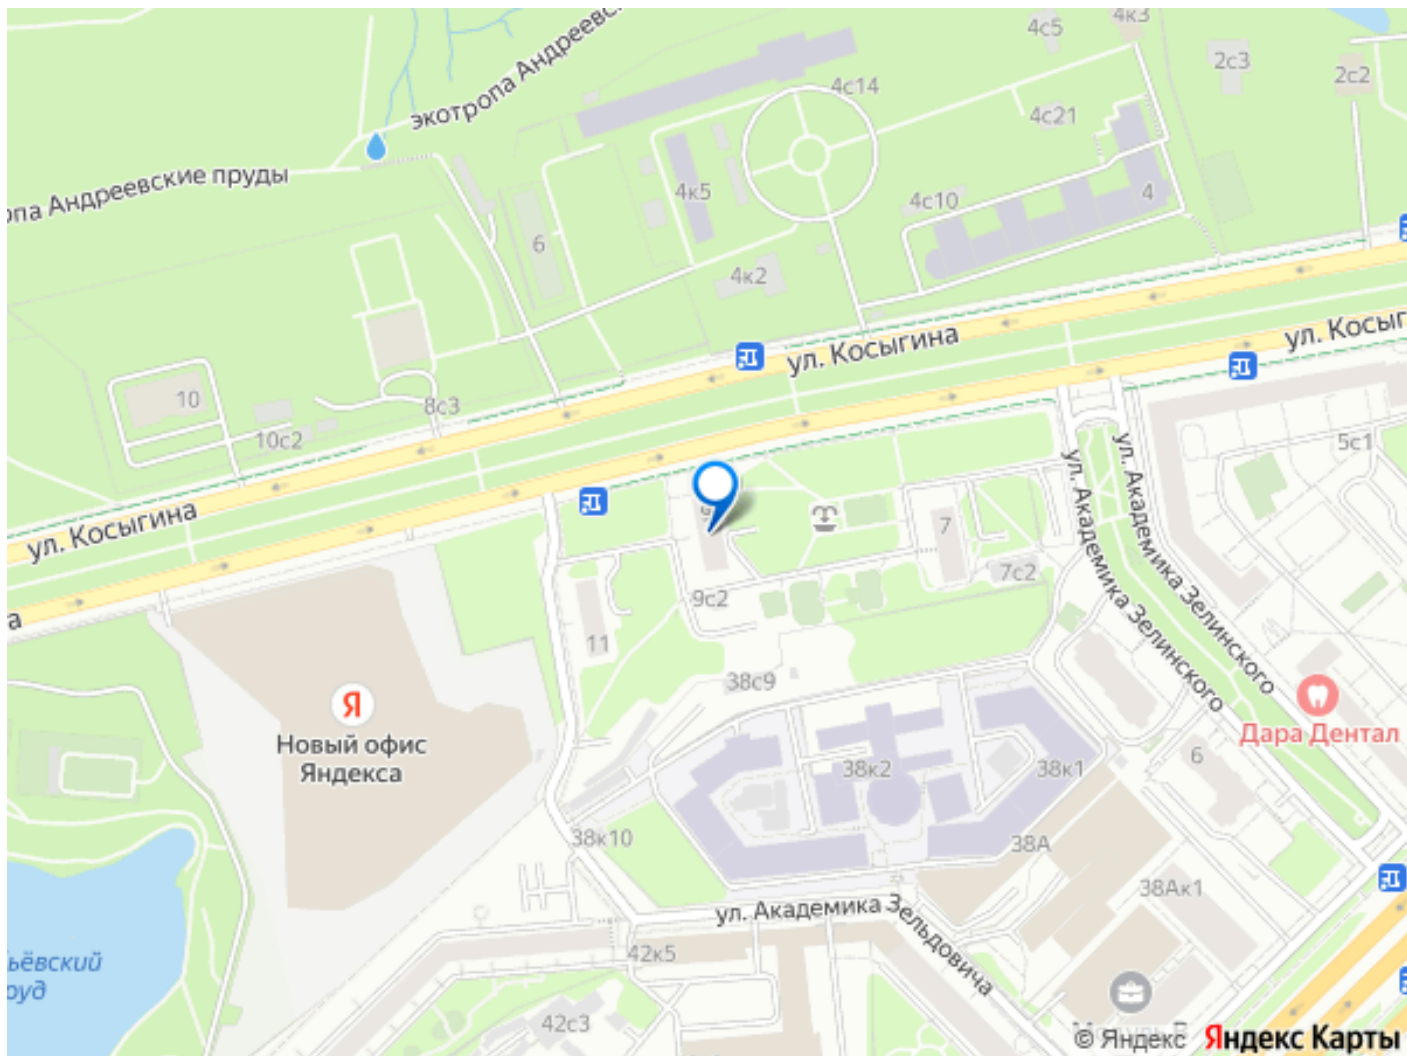 4к3
4с5
экотропа Андреевс
2с3
2с2
4с14
4с21
опа Андреевские пруды
4к5
4с10
4
6
4к2
ул. Косыгина
ул. Косыг
10
8с3
10с2
5с1
ул. Косыгина
7
7с2
9с2
ул. Академика Зелинского
ул. Академика Зелинского
а
11
38с9
Я
Новый офис
Яндекса
Дара Дентал
6
38к2
38к1
38к10
38А
38Ак1
ул. Академика Зельдовича
42к5
ьёвский
руд
42с3
© Яндекс Яндекс Карты